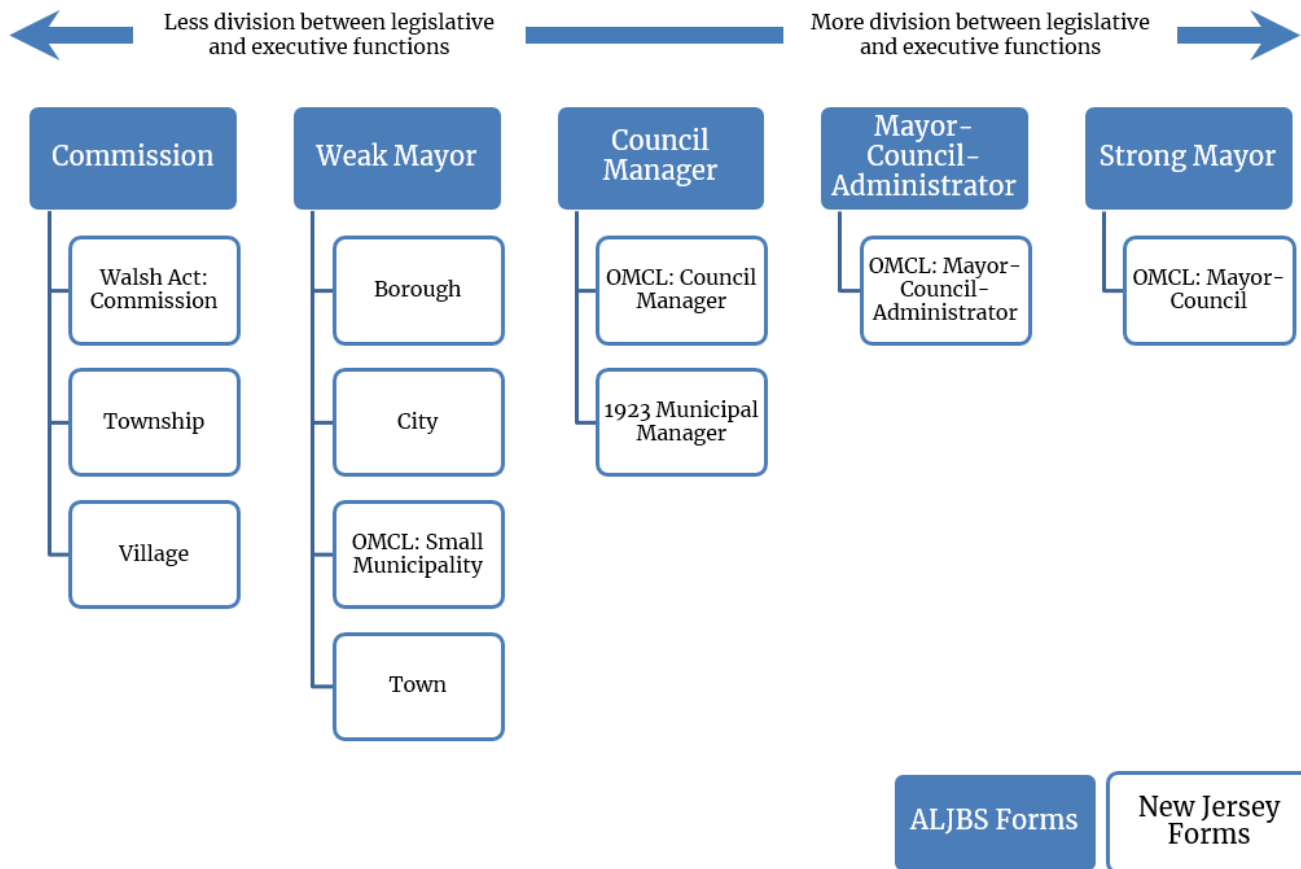 Less division between legislative
and executive functions
More division between legislative
and executive functions
Commission
Weak Mayor
Council
Manager
Mayor-
Council-
Administrator
Strong Mayor
Walsh Act:
Commission
Township
Village
Borough
City
OMCL: Small
Municipality
Town
OMCL: Council
Manager
1923 Municipal
Manager
OMCL: Mayor-
Council-
Administrator
OMCL: Mayor-
Council
ALJBS Forms
New Jersey
Forms